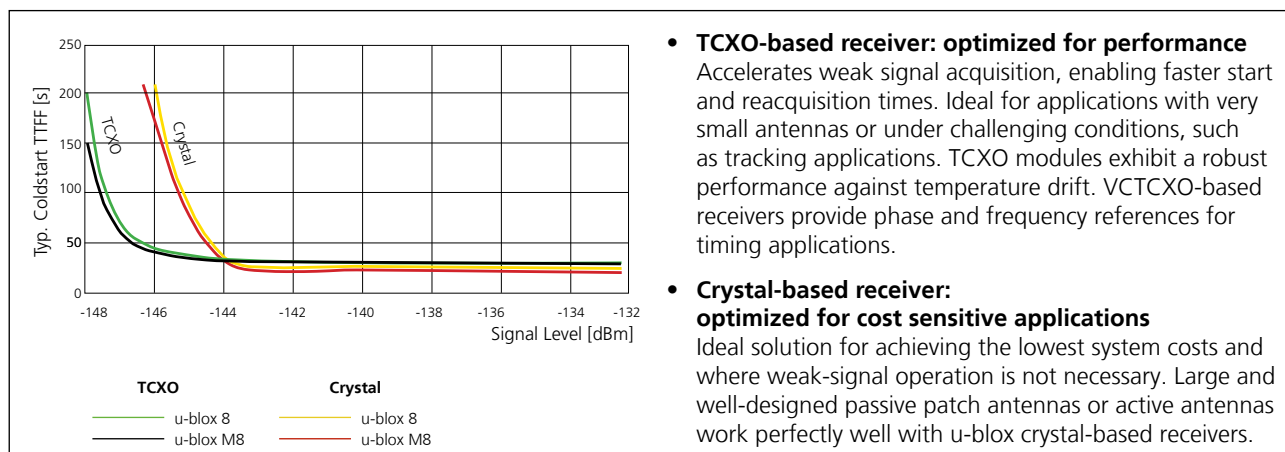 250
200
150
100
50
0
Typ. Coldstart TTFF [s]
TCXO
Crystal
-148 -146 -144 -142 -140 -138 -136 -134 -132
Signal Level [dBm]
TCXO Crystal
u-blox 8 u-blox 8
u-blox M8 u-blox M8
• TCXO-based receiver: optimized for performance
Accelerates weak signal acquisition, enabling faster start
and reacquisition times. Ideal for applications with very
small antennas or under challenging conditions, such
as tracking applications. TCXO modules exhibit a robust
performance against temperature drift. VCTCXO-based
receivers provide phase and frequency references for
timing applications.
• Crystal-based receiver:
optimized for cost sensitive applications
Ideal solution for achieving the lowest system costs and
where weak-signal operation is not necessary. Large and
well-designed passive patch antennas or active antennas
work perfectly well with u-blox crystal-based receivers.